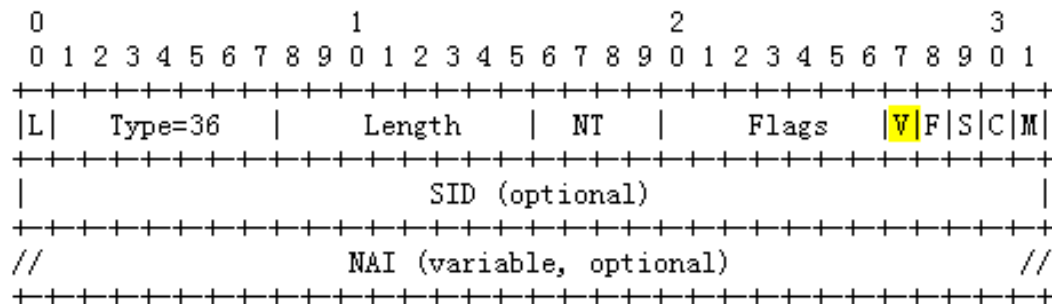 0                   1                   2                   3
 0 1 2 3 4 5 6 7 8 9 0 1 2 3 4 5 6 7 8 9 0 1 2 3 4 5 6 7 8 9 0 1
+-+-+-+-+-+-+-+-+-+-+-+-+-+-+-+-+-+-+-+-+-+-+-+-+-+-+-+-+-+-+-+-+
|L|   Type=36   |     Length    |  NT   |     Flags     |V|F|S|C|M|
+-+-+-+-+-+-+-+-+-+-+-+-+-+-+-+-+-+-+-+-+-+-+-+-+-+-+-+-+-+-+-+-+
|                         SID (optional)                        |
+-+-+-+-+-+-+-+-+-+-+-+-+-+-+-+-+-+-+-+-+-+-+-+-+-+-+-+-+-+-+-+-+
//                   NAI (variable, optional)                  //
+-+-+-+-+-+-+-+-+-+-+-+-+-+-+-+-+-+-+-+-+-+-+-+-+-+-+-+-+-+-+-+-+